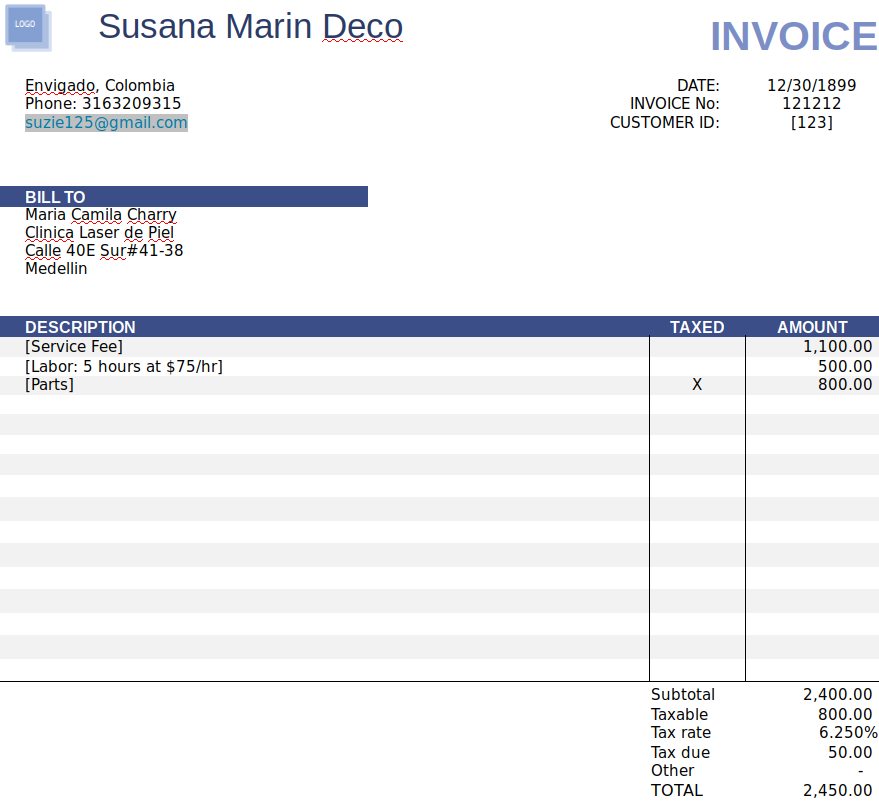 LOGO
Susana Marin Deco
INVOICE
Envigado, Colombia
DATE: 12/30/1899
Phone: 3163209315
INVOICE No: 121212
suzie125@gmail.com
CUSTOMER ID: [123]
BILL TO
Maria Camila Charry
Clinica Laser de Piel
Calle 40E Sur#41-38
Medellin
DESCRIPTION TAXED AMOUNT
[Service Fee] 1,100.00
[Labor: 5 hours at $75/hr] 500.00
[Parts] X 800.00
Subtotal 2,400.00
Taxable 800.00
Tax rate 6.250%
Tax due 50.00
Other -
TOTAL 2,450.00